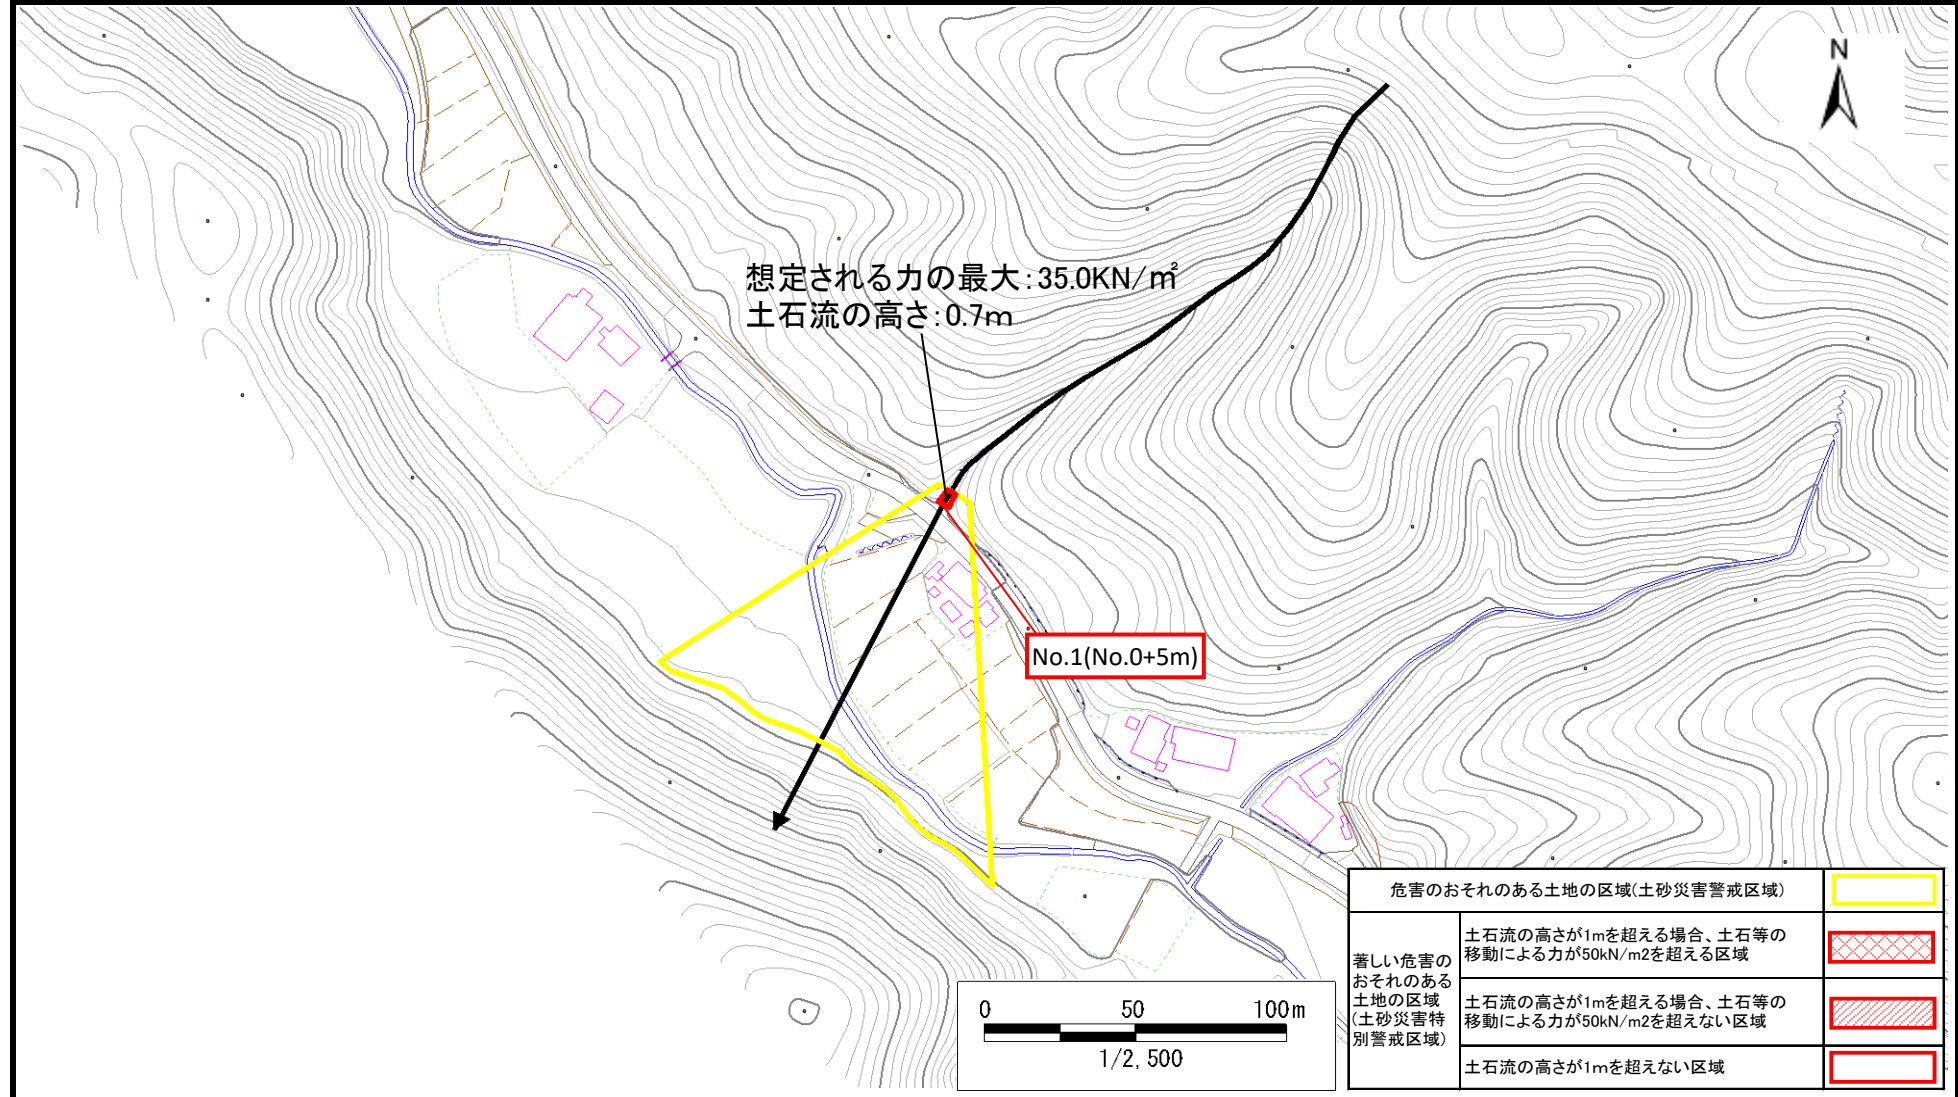 N
想定される力の最大:35.0KN/㎡
土石流の高さ:0.7m
No.1(No.0+5m)
危害のおそれのある土地の区域(土砂災害警戒区域)
著しい危害の
おそれのある
土地の区域
(土砂災害特
別警戒区域)
土石流の高さが1mを超える場合、土石等の
移動による力が50kN/m2を超える区域
土石流の高さが1mを超える場合、土石等の
移動による力が50kN/m2を超えない区域
土石流の高さが1mを超えない区域
0 50 100m
1/2,500